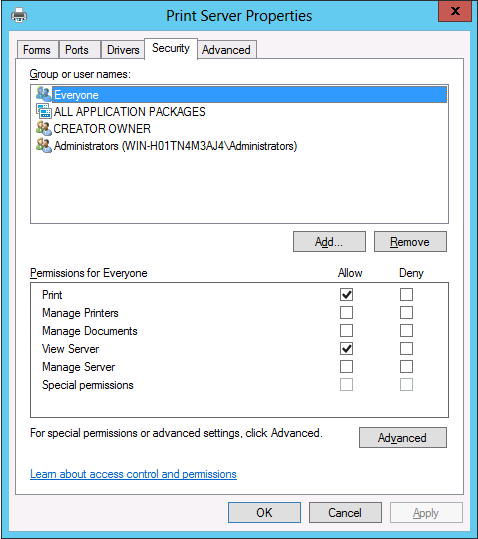 Print Server Properties
Forms Ports Drivers Security Advanced
Group or user names:
Everyone
ALL APPLICATION PACKAGES
CREATOR OWNER
Administrators (WIN-H01TN4M3AJ4\Administrators)
Add... Remove
Permissions for Everyone Allow Deny
Print
Manage Printers
Manage Documents
View Server
Manage Server
Special permissions
For special permissions or advanced settings, click Advanced. Advanced
Learn about access control and permissions
OK Cancel Apply